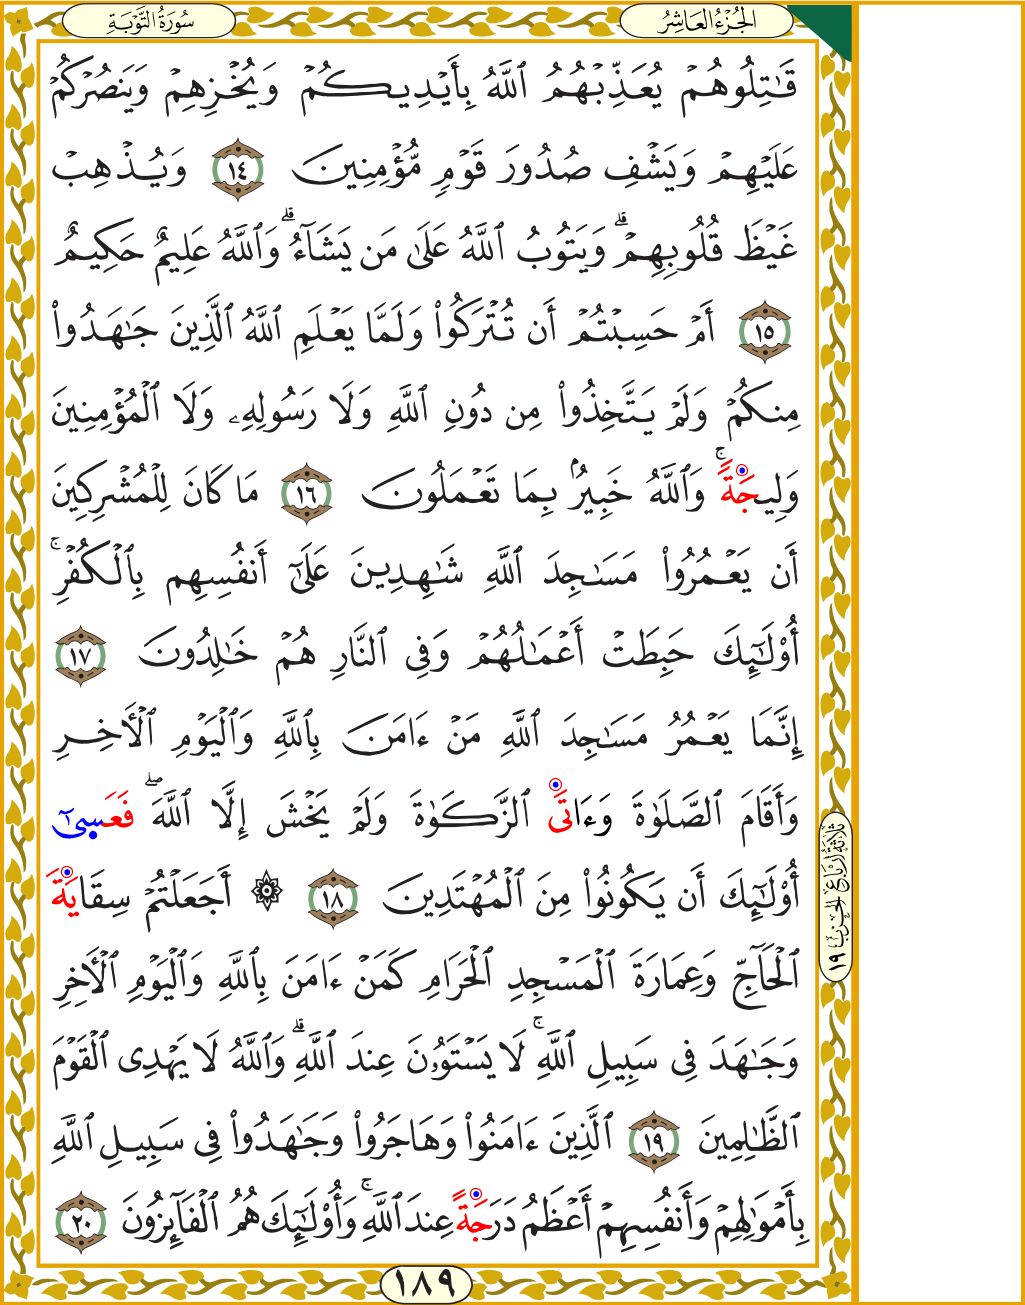 الجُزْءُ العَاشِرُ
سُورَةُ التَّوْبَةِ
قَٰتِلُوهُمْ يُعَذِّبْهُمُ ٱللَّهُ بِأَيْدِيكُمْ وَيُخْزِهِمْ وَيَنصُرْكُمْ
عَلَيْهِمْ وَيَشْفِ صُدُورَ قَوْمٍ مُّؤْمِنِينَ ١٤ وَيُذْهِبْ
غَيْظَ قُلُوبِهِمْ ۗ وَيَتُوبُ ٱللَّهُ عَلَىٰ مَن يَشَآءُ ۗ وَٱللَّهُ عَلِيمٌ حَكِيمٌ
١٥ أَمْ حَسِبْتُمْ أَن تُتْرَكُوا۟ وَلَمَّا يَعْلَمِ ٱللَّهُ ٱلَّذِينَ جَٰهَدُوا۟
مِنكُمْ وَلَمْ يَتَّخِذُوا۟ مِن دُونِ ٱللَّهِ وَلَا رَسُولِهِۦ وَلَا ٱلْمُؤْمِنِينَ
وَلِيجَةً ۚ وَٱللَّهُ خَبِيرٌۢ بِمَا تَعْمَلُونَ ١٦ مَا كَانَ لِلْمُشْرِكِينَ
أَن يَعْمُرُوا۟ مَسَٰجِدَ ٱللَّهِ شَٰهِدِينَ عَلَىٰٓ أَنفُسِهِم بِٱلْكُفْرِ ۚ
أُو۟لَٰٓئِكَ حَبِطَتْ أَعْمَٰلُهُمْ وَفِى ٱلنَّارِ هُمْ خَٰلِدُونَ ١٧
إِنَّمَا يَعْمُرُ مَسَٰجِدَ ٱللَّهِ مَنْ ءَامَنَ بِٱللَّهِ وَٱلْيَوْمِ ٱلْءَاخِرِ
وَأَقَامَ ٱلصَّلَوٰةَ وَءَاتَى ٱلزَّكَوٰةَ وَلَمْ يَخْشَ إِلَّا ٱللَّهَ ۖ فَعَسَىٰٓ
أُو۟لَٰٓئِكَ أَن يَكُونُوا۟ مِنَ ٱلْمُهْتَدِينَ ١٨ ۞ أَجَعَلْتُمْ سِقَايَةَ
ٱلْحَآجِّ وَعِمَارَةَ ٱلْمَسْجِدِ ٱلْحَرَامِ كَمَنْ ءَامَنَ بِٱللَّهِ وَٱلْيَوْمِ ٱلْءَاخِرِ
وَجَٰهَدَ فِى سَبِيلِ ٱللَّهِ ۚ لَا يَسْتَوُۥنَ عِندَ ٱللَّهِ ۗ وَٱللَّهُ لَا يَهْدِى ٱلْقَوْمَ
ٱلظَّٰلِمِينَ ١٩ ٱلَّذِينَ ءَامَنُوا۟ وَهَاجَرُوا۟ وَجَٰهَدُوا۟ فِى سَبِيلِ ٱللَّهِ
بِأَمْوَٰلِهِمْ وَأَنفُسِهِمْ أَعْظَمُ دَرَجَةً عِندَ ٱللَّهِ ۚ وَأُو۟لَٰٓئِكَ هُمُ ٱلْفَآئِزُونَ ٢٠
ثَلَاثَةُ أَرْبَاعِ الحِزْبِ ١٩
١٨٩